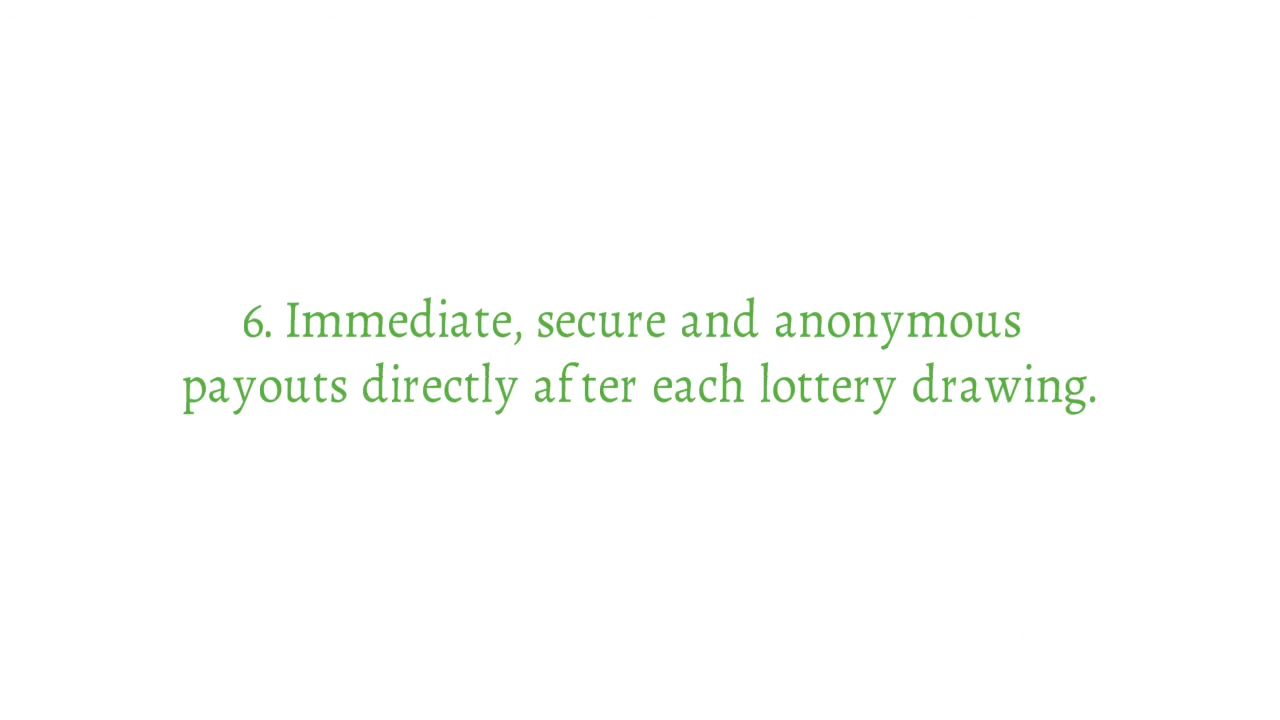 6. Immediate, secure and anonymous
payouts directly after each lottery drawing.